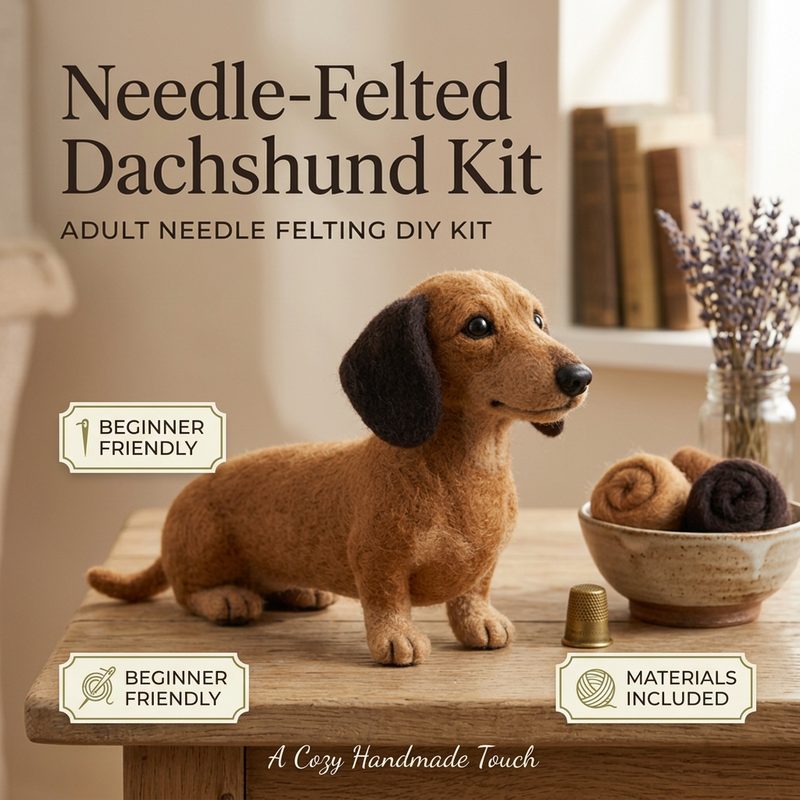 Needle-Felted
Dachshund Kit
ADULT NEEDLE FELTING DIY KIT
BEGINNER
FRIENDLY
BEGINNER
FRIENDLY
MATERIALS
INCLUDED
A Cozy Handmade Touch